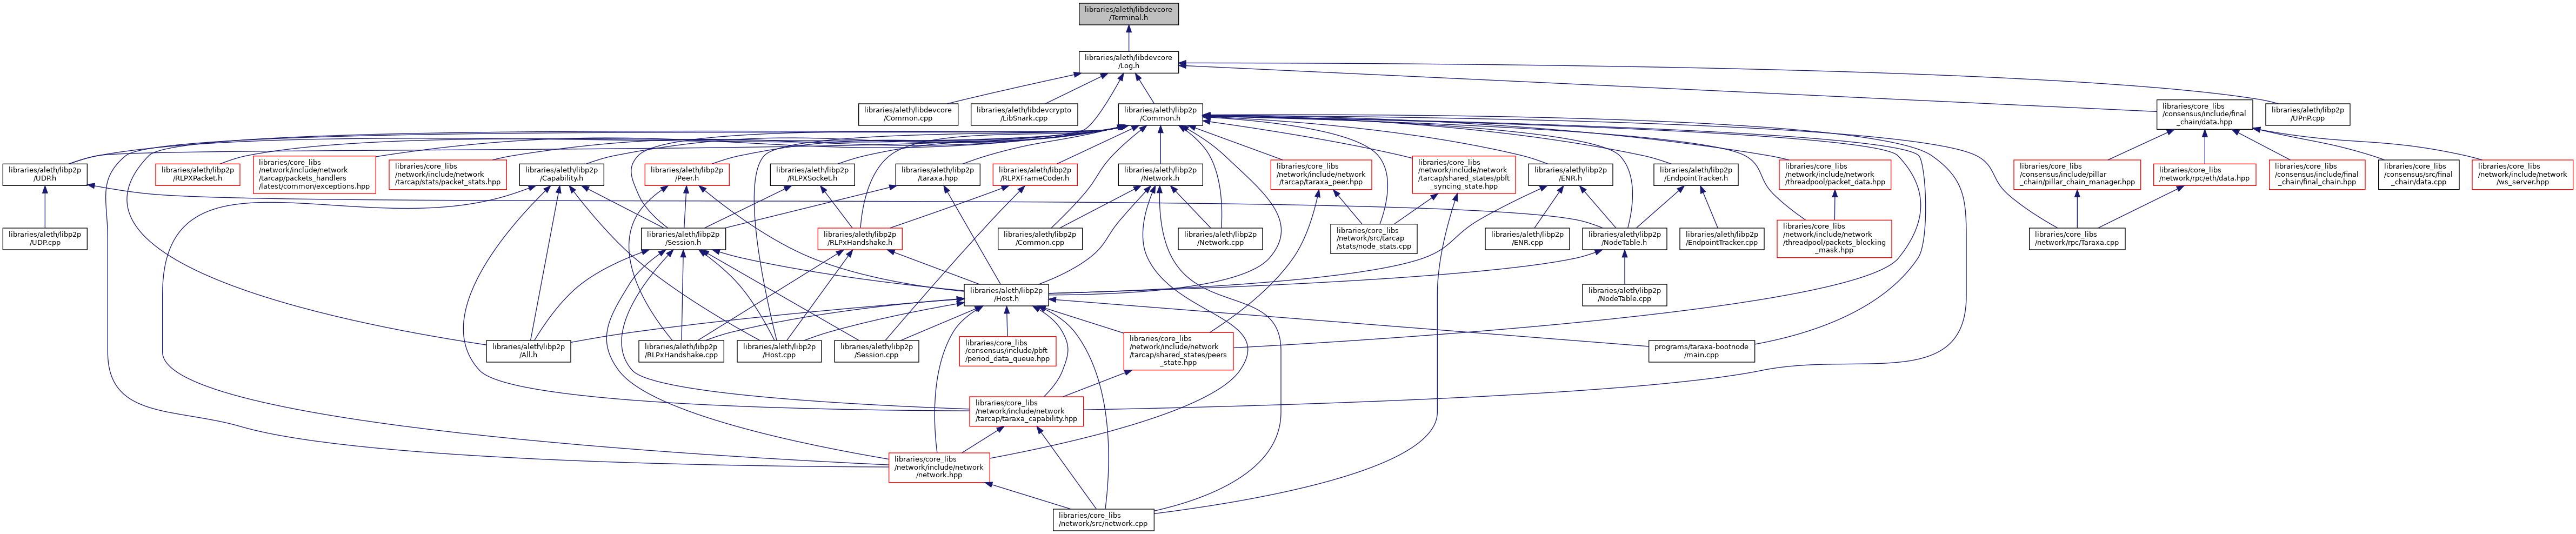 libraries/aleth/libdevcore
/Terminal.h
libraries/aleth/libdevcore
/Log.h
libraries/aleth/libdevcore
/Common.cpp
libraries/aleth/libdevcrypto
/LibSnark.cpp
libraries/aleth/libp2p
/Common.h
libraries/core_libs
/consensus/include/final
_chain/data.hpp
libraries/aleth/libp2p
/UPnP.cpp
libraries/aleth/libp2p
/UDP.h
libraries/aleth/libp2p
/RLPXPacket.h
libraries/core_libs
/network/include/network
/tarcap/packets_handlers
/latest/common/exceptions.hpp
libraries/core_libs
/network/include/network
/tarcap/stats/packet_stats.hpp
libraries/aleth/libp2p
/Capability.h
libraries/aleth/libp2p
/Peer.h
libraries/aleth/libp2p
/RLPXSocket.h
libraries/aleth/libp2p
/taraxa.hpp
libraries/aleth/libp2p
/RLPXFrameCoder.h
libraries/aleth/libp2p
/Network.h
libraries/core_libs
/network/include/network
/tarcap/taraxa_peer.hpp
libraries/core_libs
/network/include/network
/tarcap/shared_states/pbft
_syncing_state.hpp
libraries/aleth/libp2p
/ENR.h
libraries/aleth/libp2p
/EndpointTracker.h
libraries/core_libs
/network/include/network
/threadpool/packet_data.hpp
libraries/core_libs
/consensus/include/pillar
_chain/pillar_chain_manager.hpp
libraries/core_libs
/network/rpc/eth/data.hpp
libraries/core_libs
/consensus/include/final
_chain/final_chain.hpp
libraries/core_libs
/consensus/src/final
_chain/data.cpp
libraries/core_libs
/network/include/network
/ws_server.hpp
libraries/aleth/libp2p
/UDP.cpp
libraries/aleth/libp2p
/Session.h
libraries/aleth/libp2p
/RLPxHandshake.h
libraries/aleth/libp2p
/Common.cpp
libraries/aleth/libp2p
/Network.cpp
libraries/core_libs
/network/src/tarcap
/stats/node_stats.cpp
libraries/aleth/libp2p
/ENR.cpp
libraries/aleth/libp2p
/NodeTable.h
libraries/aleth/libp2p
/EndpointTracker.cpp
libraries/core_libs
/network/include/network
/threadpool/packets_blocking
_mask.hpp
libraries/core_libs
/network/rpc/Taraxa.cpp
libraries/aleth/libp2p
/Host.h
libraries/aleth/libp2p
/NodeTable.cpp
libraries/aleth/libp2p
/All.h
libraries/aleth/libp2p
/RLPxHandshake.cpp
libraries/aleth/libp2p
/Host.cpp
libraries/aleth/libp2p
/Session.cpp
libraries/core_libs
/consensus/include/pbft
/period_data_queue.hpp
libraries/core_libs
/network/include/network
/tarcap/shared_states/peers
_state.hpp
programs/taraxa-bootnode
/main.cpp
libraries/core_libs
/network/include/network
/tarcap/taraxa_capability.hpp
libraries/core_libs
/network/include/network
/network.hpp
libraries/core_libs
/network/src/network.cpp